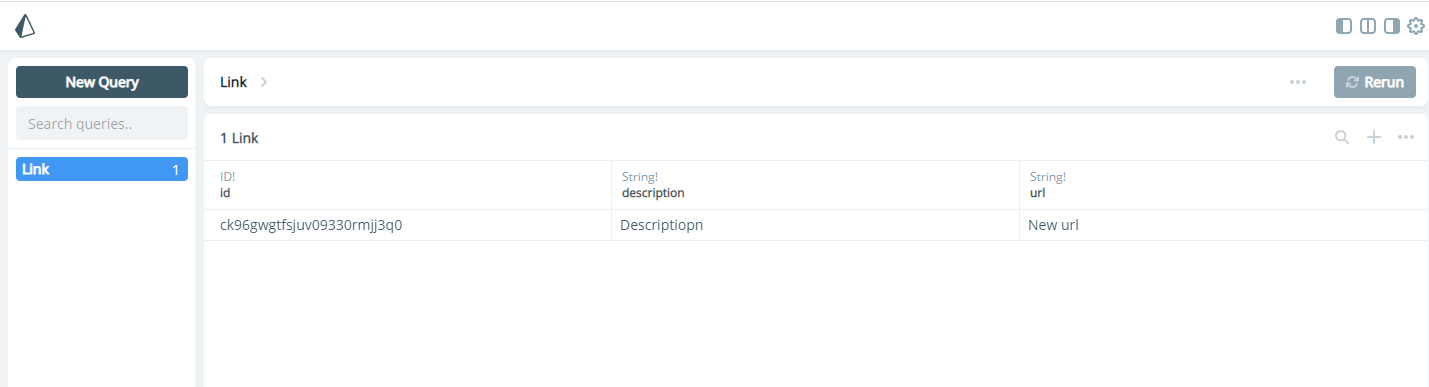 New Query
Search queries..
Link 1
Link
Rerun
1 Link
ID! String! String!
id description url
ck96gwgtfsjuv09330rmjj3q0 Descriptiopn New url